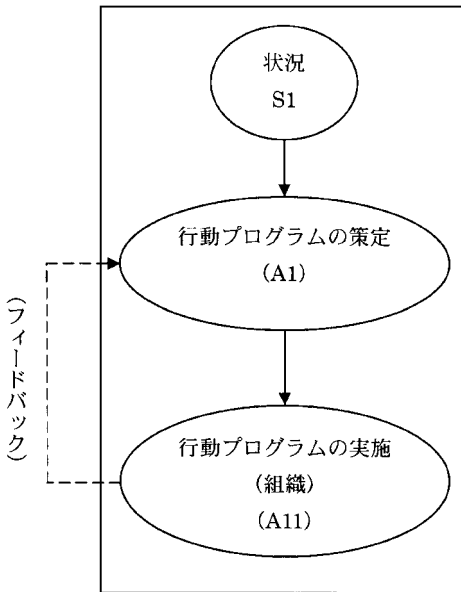 状況
S1
行動プログラムの策定
(A1)
(フィードバック)
行動プログラムの実施
(組織)
(A11)